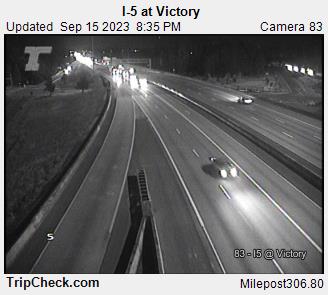 I-5 at Victory
Updated  Sep 15 2023  8:35 PM
Camera 83
S
83 - I5 @ Victory
TripCheck.com
Milepost306.80